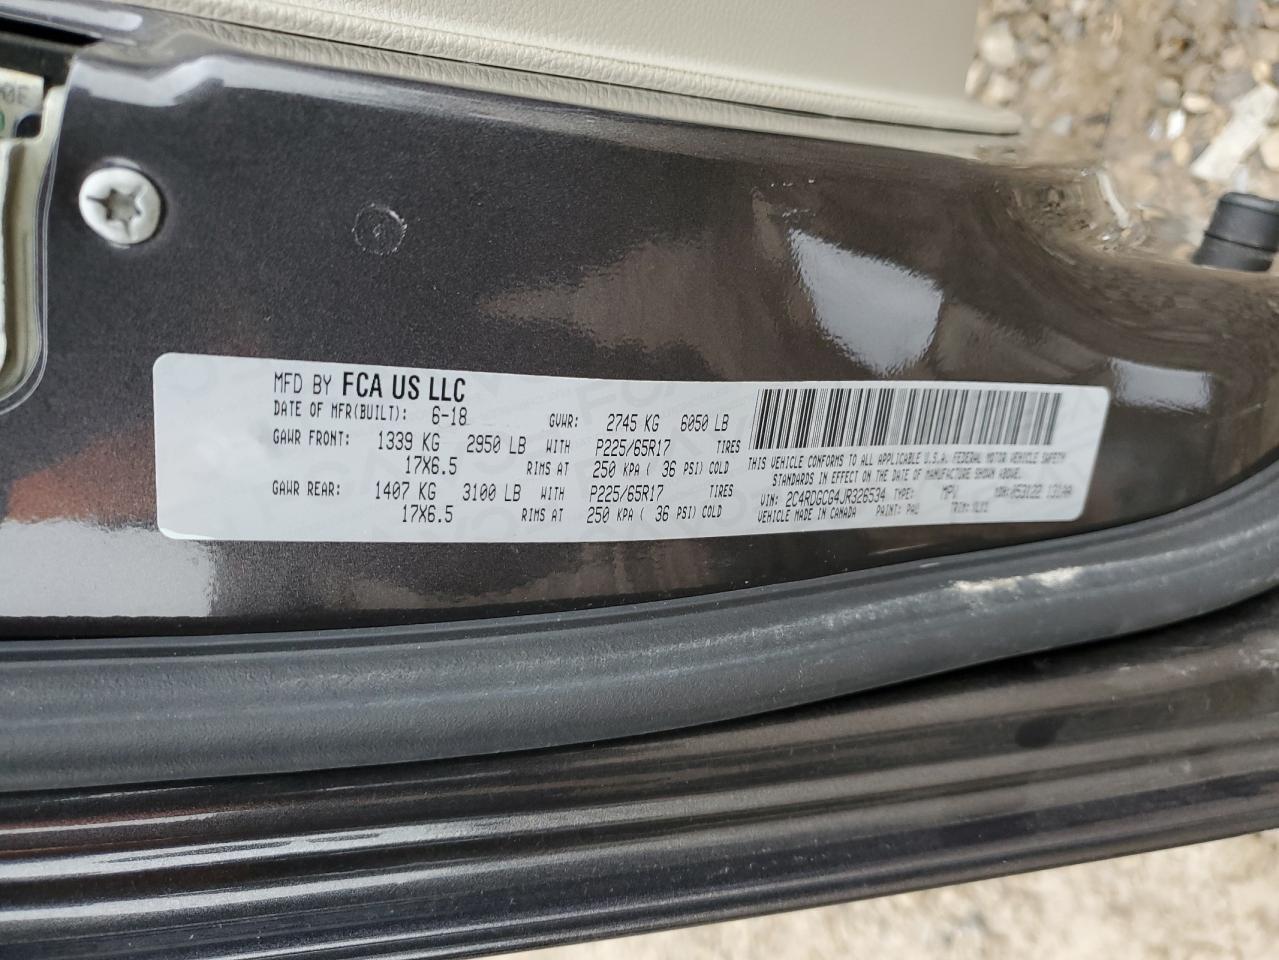 MFD BY FCA US LLC
DATE OF MFR(BUILT): 6-18 GVWR: 2745 KG 6050 LB
GAWR FRONT: 1339 KG 2950 LB WITH P225/65R17 TIRES
17X6.5 RIMS AT 250 KPA ( 36 PSI) COLD
GAWR REAR: 1407 KG 3100 LB WITH P225/65R17 TIRES
17X6.5 RIMS AT 250 KPA ( 36 PSI) COLD
THIS VEHICLE CONFORMS TO ALL APPLICABLE U.S.A. FEDERAL MOTOR VEHICLE SAFETY
STANDARDS IN EFFECT ON THE DATE OF MANUFACTURE SHOWN ABOVE.
VIN: 2C4RDGCG4JR326534 TYPE: MPV MDH:
VEHICLE MADE IN CANADA PAINT: PAU TRIM: